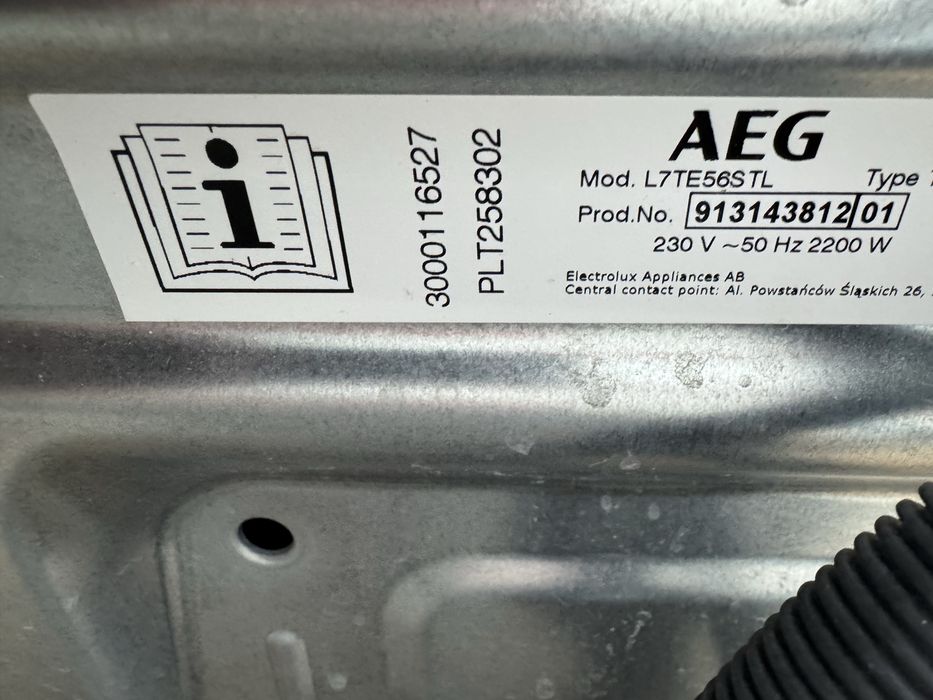 3000116527
PLT258302
AEG
Mod. L7TE56STL Type
Prod.No. 913143812 01
230 V ~50 Hz 2200 W
Electrolux Appliances AB
Central contact point: Al. Powstańców Śląskich 26,